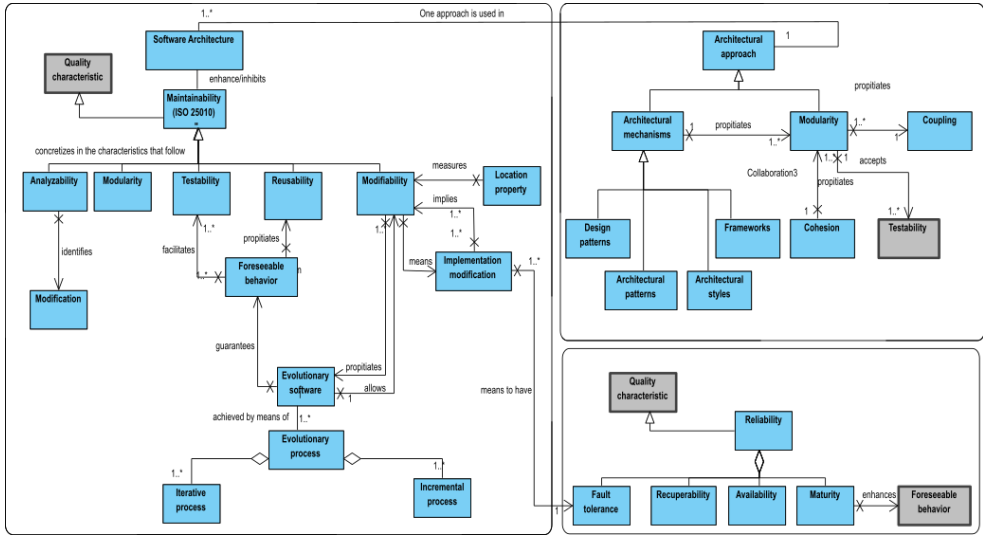 1..*
One approach is used in
Software Architecture
Quality
characteristic
enhance/inhibits
Maintainability
(ISO 25010)
concretizes in the characteristics that follow
Analyzability
Modularity
Testability
Reusability
Modifiability
measures
Location
property
implies
1..*
1..*
1..*
1..*
identifies
facilitates
propitiates
means
Implementation
modification
1..*
Modification
1..*
Foreseeable
behavior
n
guarantees
propitiates
Evolutionary
software
allows
1
achieved by means of
1..*
Evolutionary
process
1..*
1..*
Iterative
process
Incremental
process
means to have
1
Architectural
approach
1
propitiates
Architectural
mechanisms
1
propitiates
1..*
Modularity
1..*
1
Coupling
1..*
1
accepts
Collaboration3
propitiates
1
1..*
Design
patterns
Frameworks
Cohesion
Testability
Architectural
patterns
Architectural
styles
Quality
characteristic
Reliability
Fault
tolerance
Recuperability
Availability
Maturity
enhances
Foreseeable
behavior